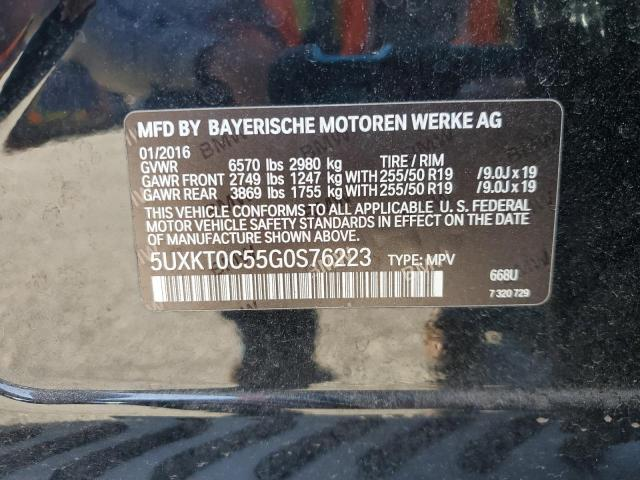 MFD BY BAYERISCHE MOTOREN WERKE AG
01/2016
GVWR 6570 lbs 2980 kg TIRE / RIM
GAWR FRONT 2749 lbs 1247 kg WITH 255/50 R19 /9.0J x 19
GAWR REAR 3869 lbs 1755 kg WITH 255/50 R19 /9.0J x 19
THIS VEHICLE CONFORMS TO ALL APPLICABLE U. S. FEDERAL
MOTOR VEHICLE SAFETY STANDARDS IN EFFECT ON THE DATE
OF MANUFACTURE SHOWN ABOVE.
5UXKT0C55G0S76223 TYPE: MPV
668U
7 320 729